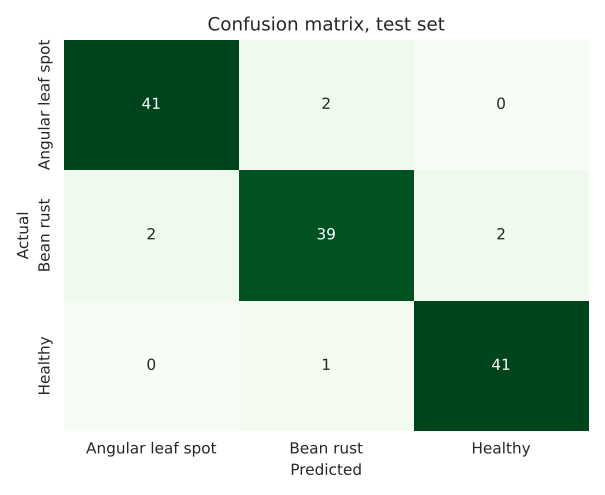 Confusion matrix, test set
Actual
Angular leaf spot
41 2 0
Bean rust
2 39 2
Healthy
0 1 41
Angular leaf spot Bean rust Healthy
Predicted